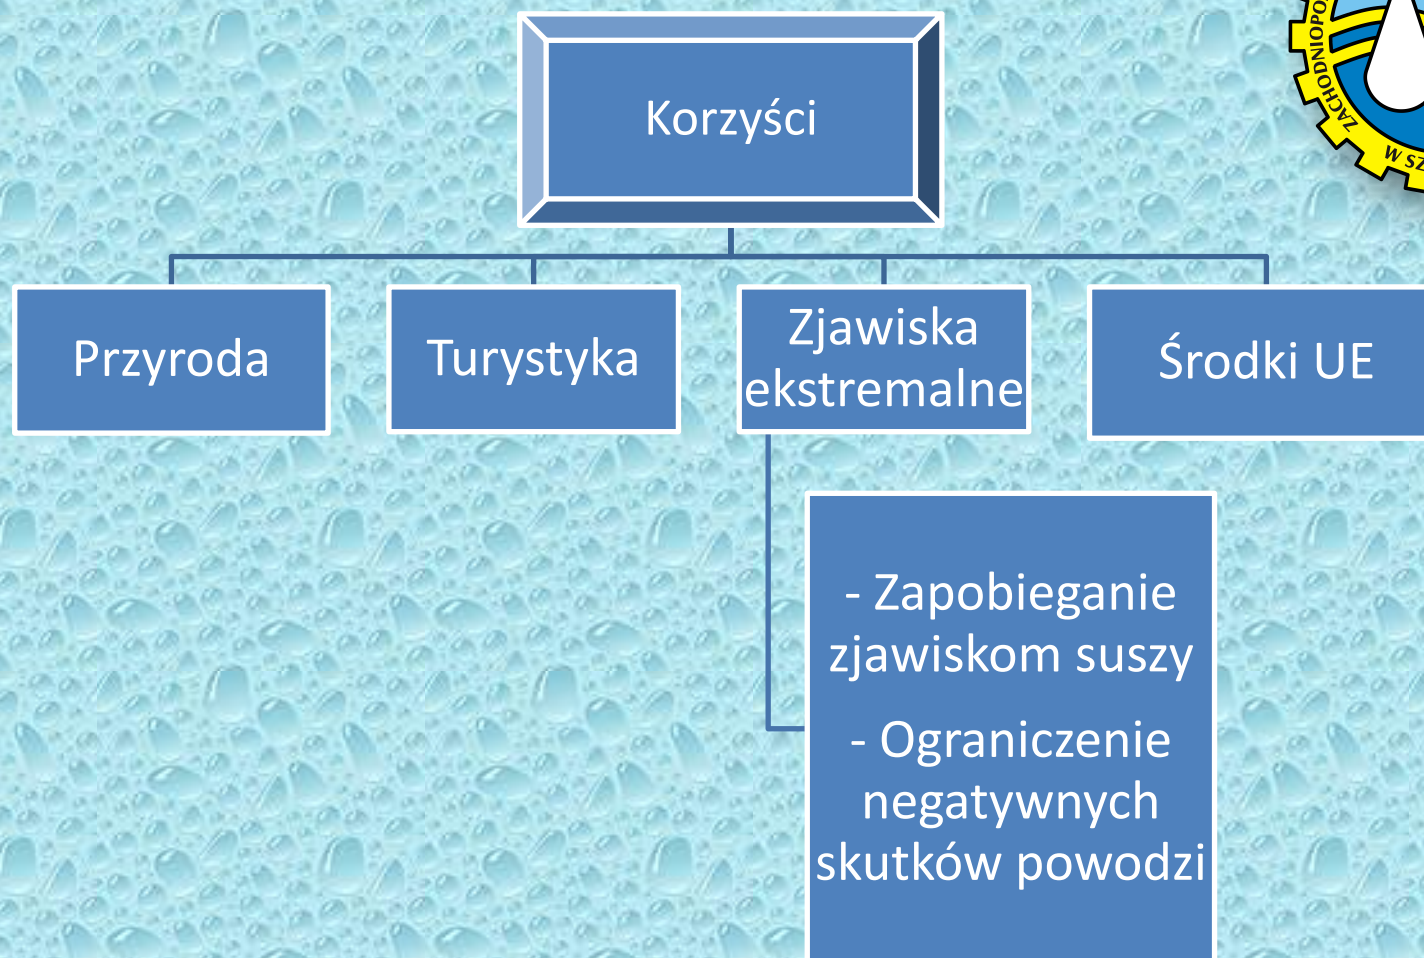 Korzyści
Przyroda
Turystyka
Zjawiska
ekstremalne
Środki UE
- Zapobieganie
zjawiskom suszy
- Ograniczenie
negatywnych
skutków powodzi